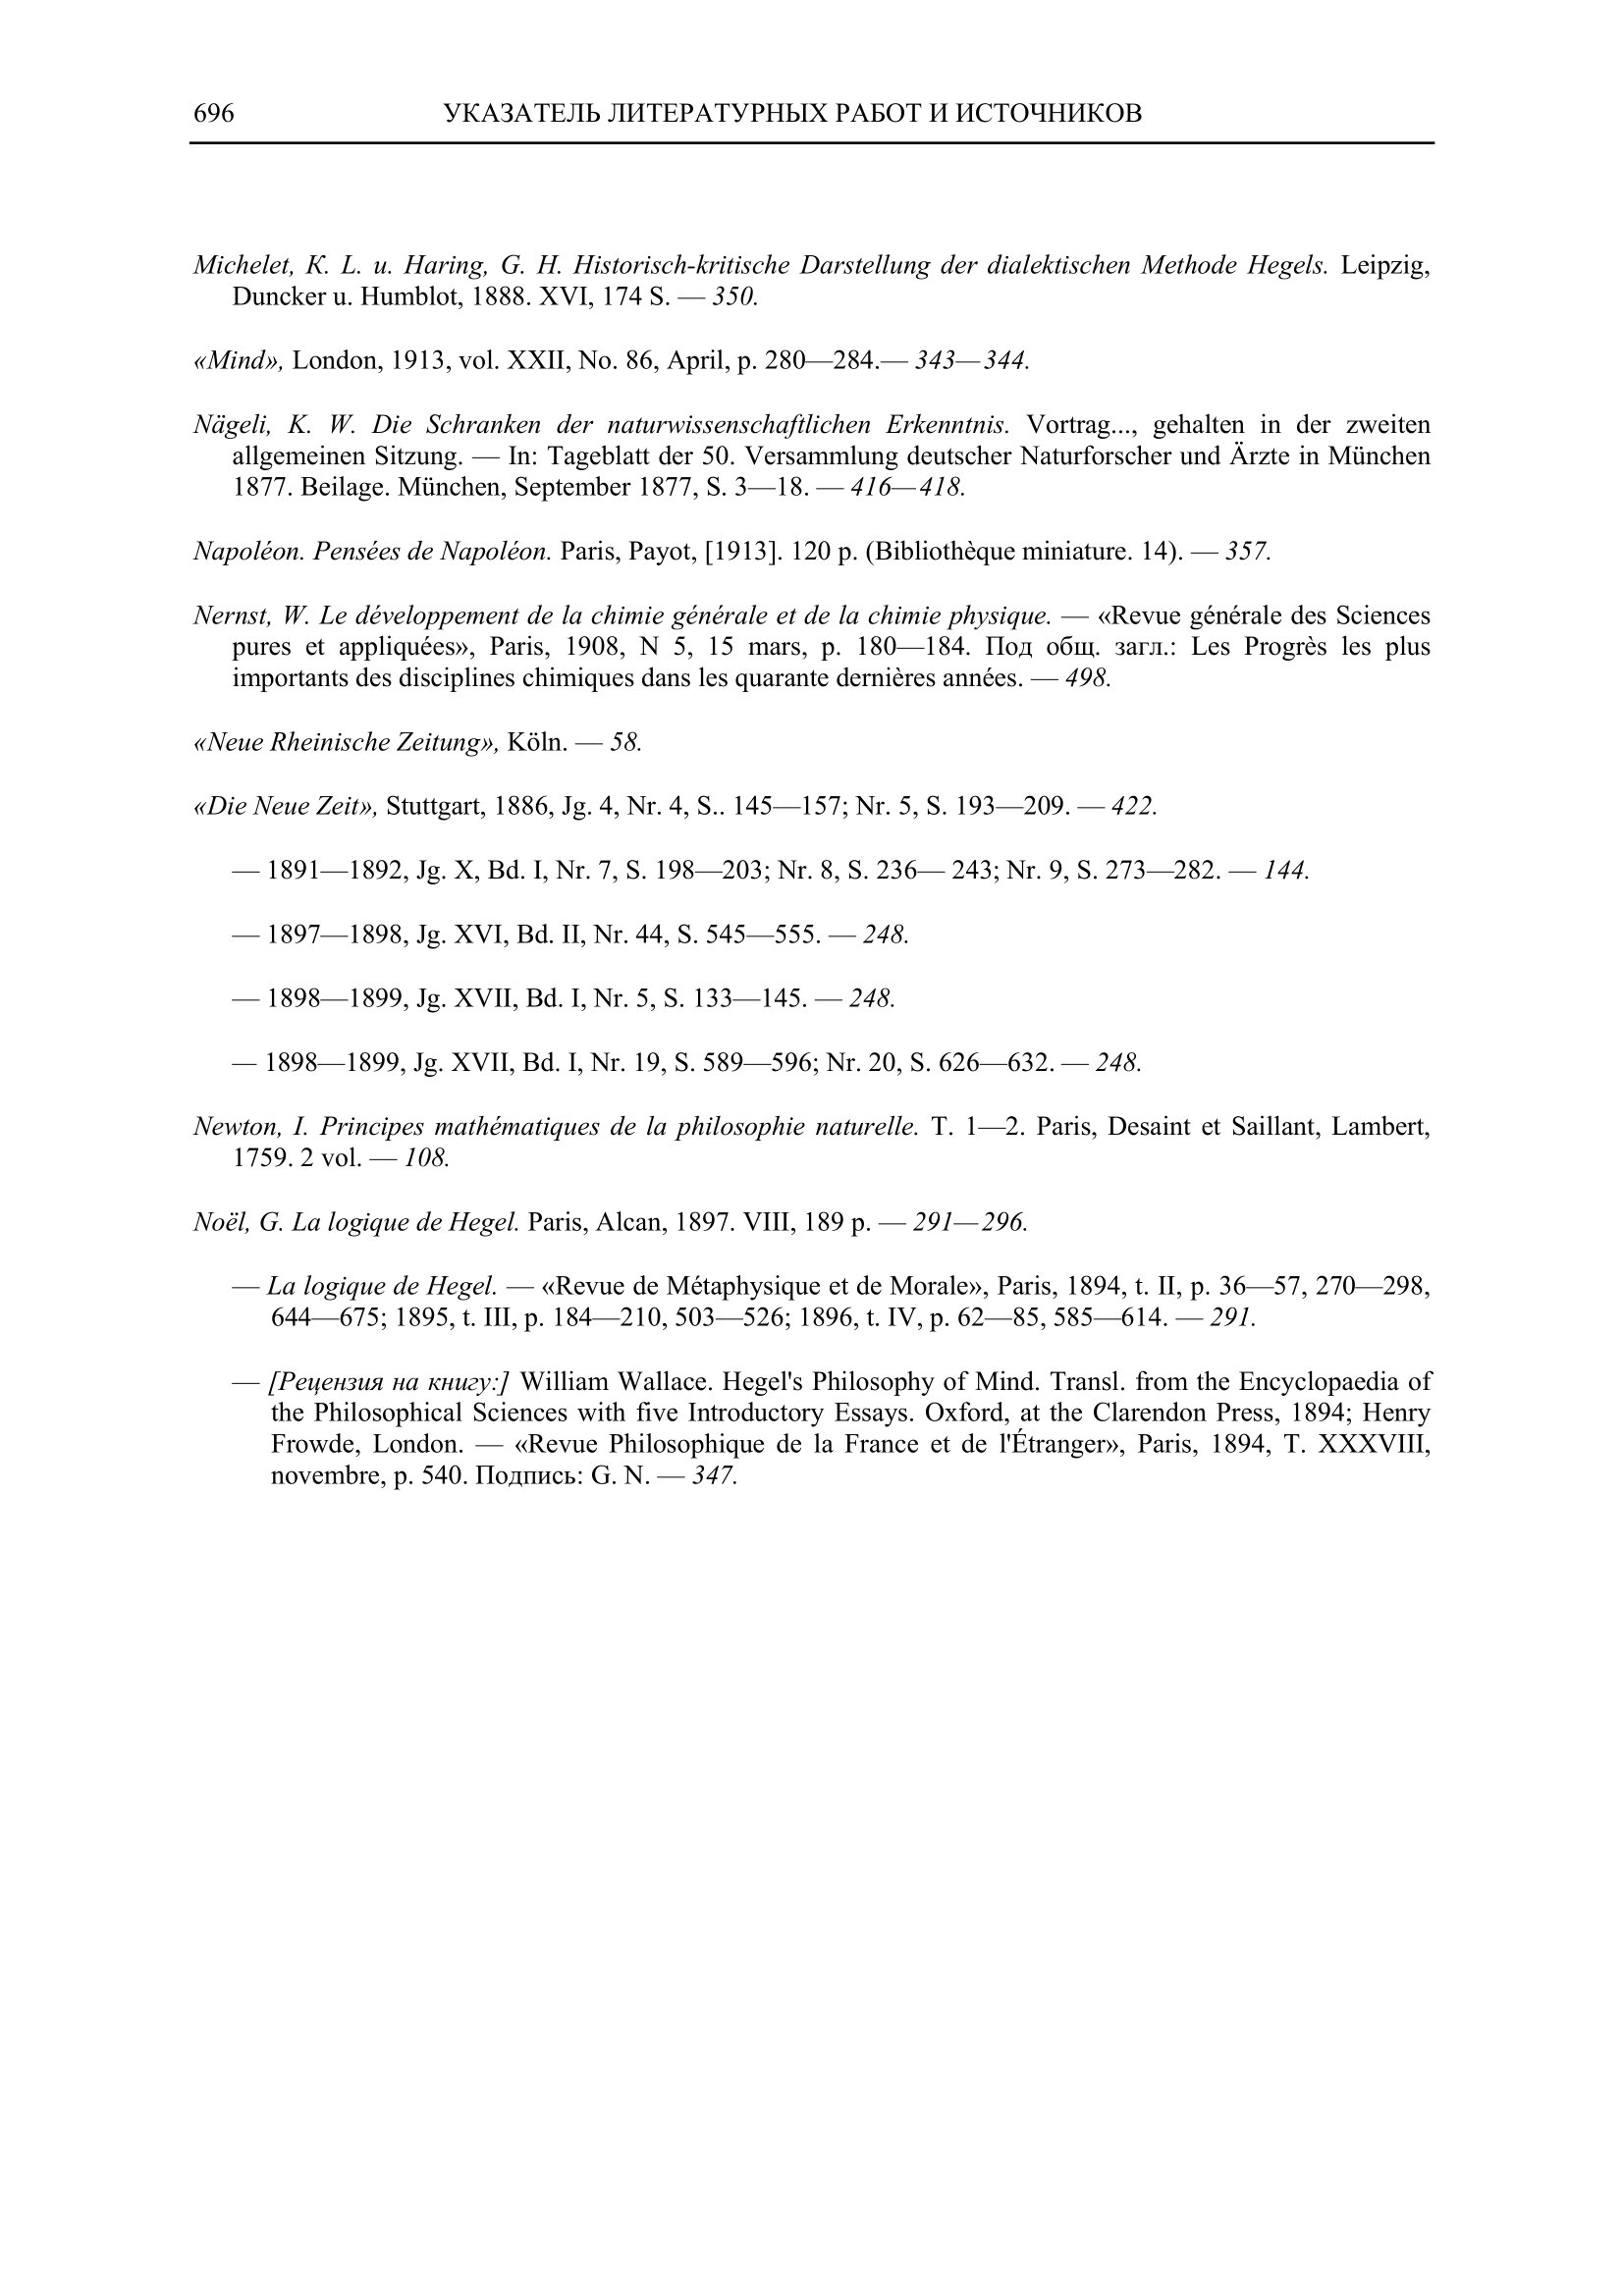 696 УКАЗАТЕЛЬ ЛИТЕРАТУРНЫХ РАБОТ И ИСТОЧНИКОВ
Michelet, K. L. u. Haring, G. H. Historisch-kritische Darstellung der dialektischen Methode Hegels. Leipzig,
Duncker u. Humblot, 1888. XVI, 174 S. — 350.
«Mind», London, 1913, vol. XXII, No. 86, April, p. 280—284.— 343—344.
Nägeli, K. W. Die Schranken der naturwissenschaftlichen Erkenntnis. Vortrag..., gehalten in der zweiten
allgemeinen Sitzung. — In: Tageblatt der 50. Versammlung deutscher Naturforscher und Ärzte in München
1877. Beilage. München, September 1877, S. 3—18. — 416—418.
Napoléon. Pensées de Napoléon. Paris, Payot, [1913]. 120 p. (Bibliothèque miniature. 14). — 357.
Nernst, W. Le développement de la chimie générale et de la chimie physique. — «Revue générale des Sciences
pures et appliquées», Paris, 1908, N 5, 15 mars, p. 180—184. Под общ. загл.: Les Progrès les plus
importants des disciplines chimiques dans les quarante dernières années. — 498.
«Neue Rheinische Zeitung», Köln. — 58.
«Die Neue Zeit», Stuttgart, 1886, Jg. 4, Nr. 4, S.. 145—157; Nr. 5, S. 193—209. — 422.
— 1891—1892, Jg. X, Bd. I, Nr. 7, S. 198—203; Nr. 8, S. 236— 243; Nr. 9, S. 273—282. — 144.
— 1897—1898, Jg. XVI, Bd. II, Nr. 44, S. 545—555. — 248.
— 1898—1899, Jg. XVII, Bd. I, Nr. 5, S. 133—145. — 248.
— 1898—1899, Jg. XVII, Bd. I, Nr. 19, S. 589—596; Nr. 20, S. 626—632. — 248.
Newton, I. Principes mathématiques de la philosophie naturelle. T. 1—2. Paris, Desaint et Saillant, Lambert,
1759. 2 vol. — 108.
Noël, G. La logique de Hegel. Paris, Alcan, 1897. VIII, 189 p. — 291—296.
— La logique de Hegel. — «Revue de Métaphysique et de Morale», Paris, 1894, t. II, p. 36—57, 270—298,
644—675; 1895, t. III, p. 184—210, 503—526; 1896, t. IV, p. 62—85, 585—614. — 291.
— [Рецензия на книгу:] William Wallace. Hegel's Philosophy of Mind. Transl. from the Encyclopaedia of
the Philosophical Sciences with five Introductory Essays. Oxford, at the Clarendon Press, 1894; Henry
Frowde, London. — «Revue Philosophique de la France et de l'Étranger», Paris, 1894, T. XXXVIII,
novembre, p. 540. Подпись: G. N. — 347.